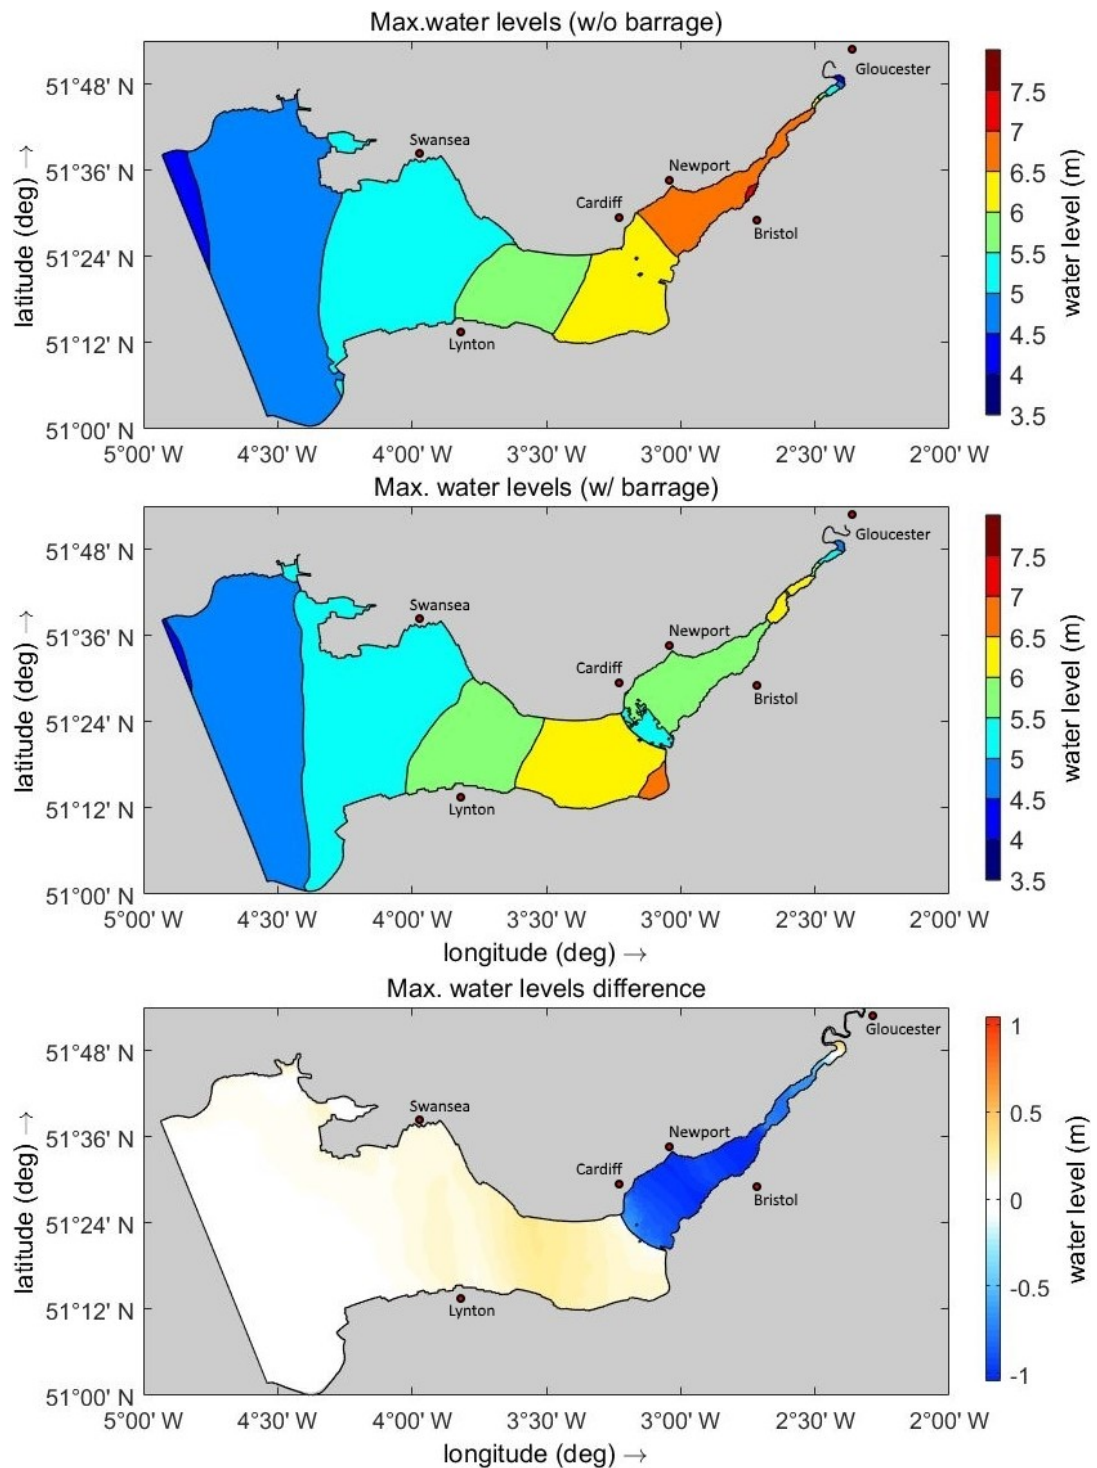 Max.water levels (w/o barrage)
51°48' N
51°36' N
51°24' N
51°12' N
51°00' N
latitude (deg) →
Gloucester
Swansea
Newport
Cardiff
Bristol
Lynton
5°00' W
4°30' W
4°00' W
3°30' W
3°00' W
2°30' W
2°00' W
7.5
7
6.5
6
5.5
5
4.5
4
3.5
water level (m)
Max. water levels (w/ barrage)
51°48' N
51°36' N
51°24' N
51°12' N
51°00' N
latitude (deg) →
Gloucester
Swansea
Newport
Cardiff
Bristol
Lynton
5°00' W
4°30' W
4°00' W
3°30' W
3°00' W
2°30' W
2°00' W
longitude (deg) →
7.5
7
6.5
6
5.5
5
4.5
4
3.5
water level (m)
Max. water levels difference
51°48' N
51°36' N
51°24' N
51°12' N
51°00' N
latitude (deg) →
Gloucester
Swansea
Newport
Cardiff
Bristol
Lynton
5°00' W
4°30' W
4°00' W
3°30' W
3°00' W
2°30' W
2°00' W
longitude (deg) →
1
0.5
0
-0.5
-1
water level (m)